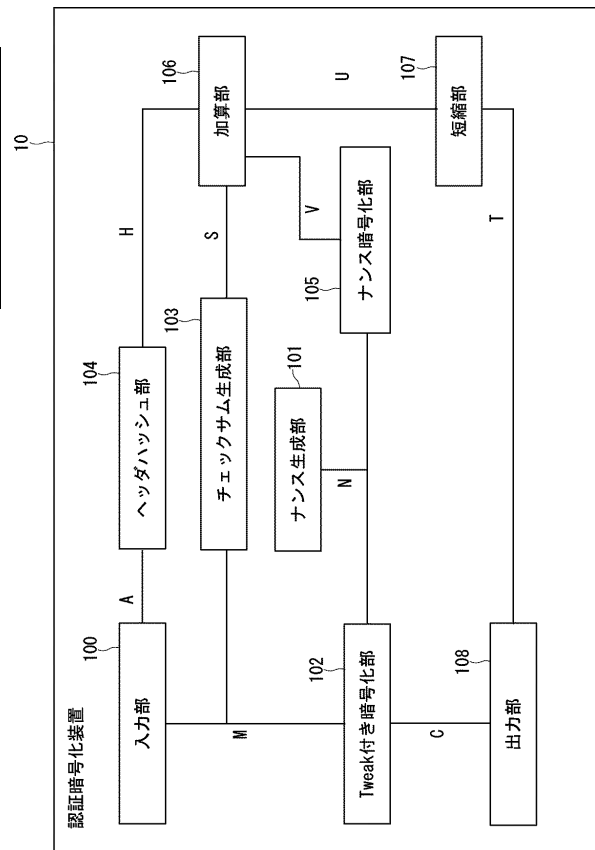 10
認証暗号化装置
100
入力部
A
104
ヘッダハッシュ部
H
106
加算部
103
チェックサム生成部
S
M
101
ナンス生成部
N
102
Tweak付き暗号化部
105
ナンス暗号化部
V
U
C
108
出力部
107
短縮部
T